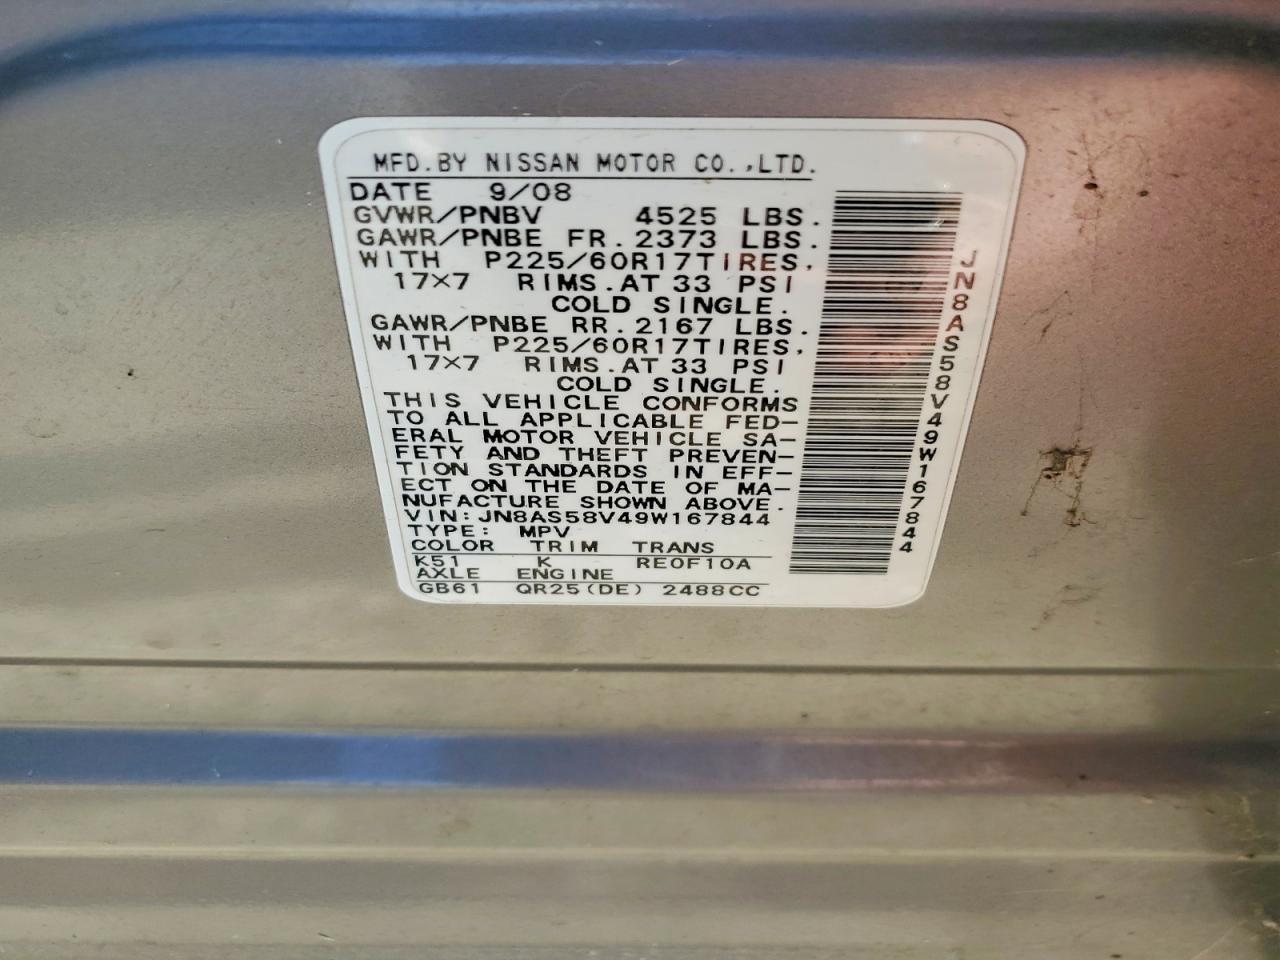 MFD.BY NISSAN MOTOR CO.,LTD.
DATE 9/08
GVWR/PNBV 4525 LBS.
GAWR/PNBE FR. 2373 LBS.
WITH P225/60R17TIRES,
17×7 RIMS.AT 33 PSI
COLD SINGLE.
GAWR/PNBE RR. 2167 LBS.
WITH P225/60R17TIRES,
17×7 RIMS.AT 33 PSI
COLD SINGLE.
THIS VEHICLE CONFORMS
TO ALL APPLICABLE FED-
ERAL MOTOR VEHICLE SA-
FETY AND THEFT PREVEN-
TION STANDARDS IN EFF-
ECT ON THE DATE OF MA-
NUFACTURE SHOWN ABOVE.
VIN: JN8AS58V49W167844
TYPE: MPV
COLOR TRIM TRANS
K51 K RE0F10A
AXLE ENGINE
GB61 QR25(DE) 2488CC
JN8AS58V49W167844